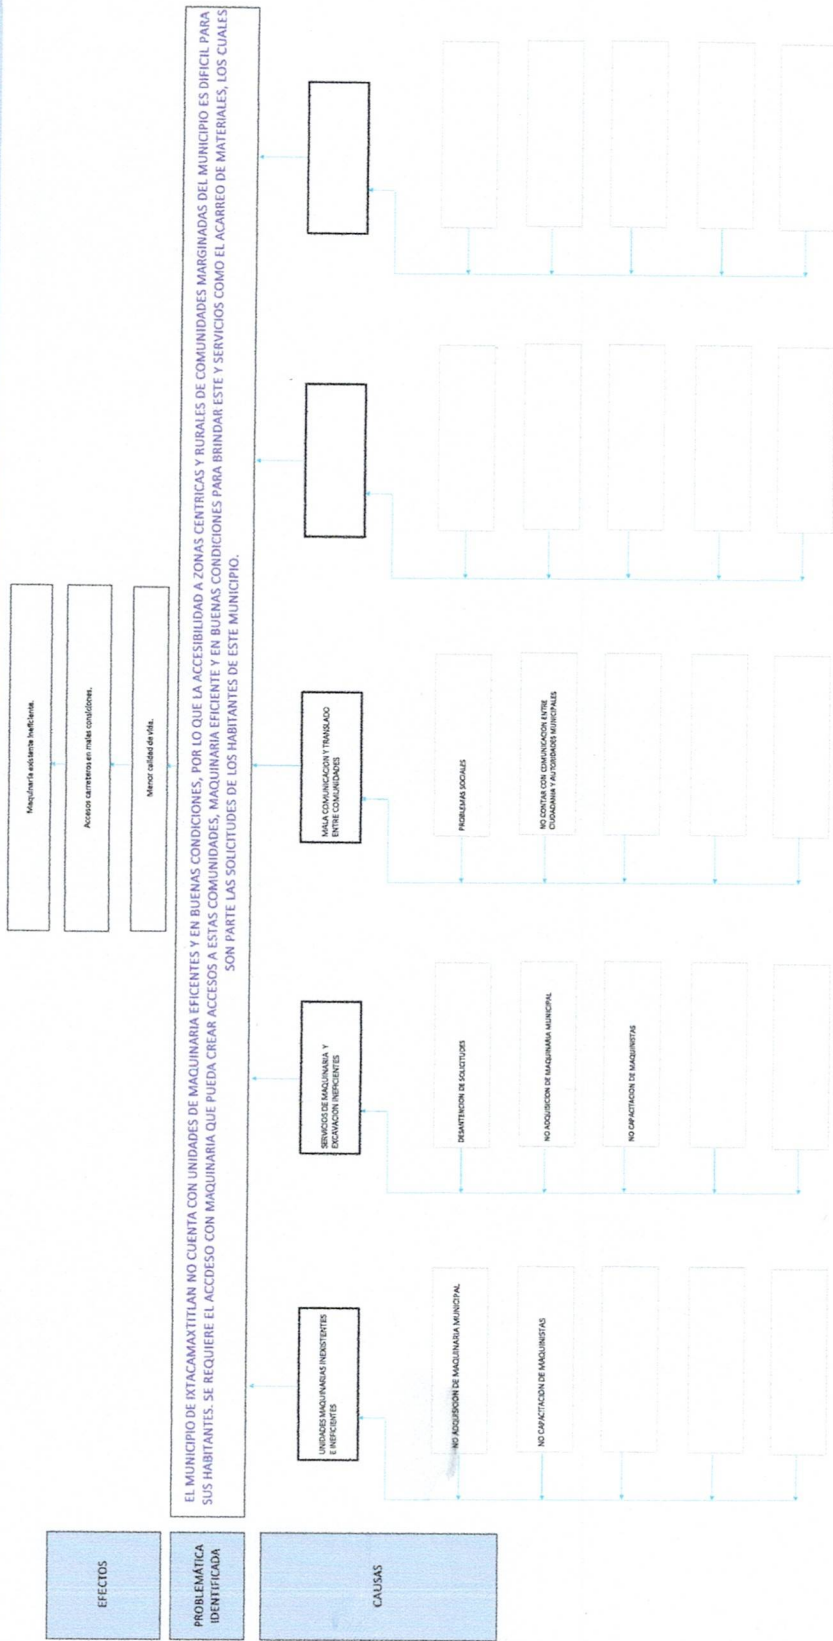 EFECTOS
Maquinaria existente ineficiente.
Accesos carreteros en malas condiciones.
Menor calidad de vida.
PROBLEMÁTICA
IDENTIFICADA
EL MUNICIPIO DE IXTACAMAXTITLAN NO CUENTA CON UNIDADES DE MAQUINARIA EFICENTES Y EN BUENAS CONDICIONES, POR LO QUE LA ACCESIBILIDAD A ZONAS CENTRICAS Y RURALES DE COMUNIDADES MARGINADAS DEL MUNICIPIO ES DIFICIL PARA
SUS HABITANTES. SE REQUIERE EL ACCDESO CON MAQUINARIA QUE PUEDA CREAR ACCESOS A ESTAS COMUNIDADES, MAQUINARIA EFICIENTE Y EN BUENAS CONDICIONES PARA BRINDAR ESTE Y SERVICIOS COMO EL ACARREO DE MATERIALES, LOS CUALES
SON PARTE LAS SOLICITUDES DE LOS HABITANTES DE ESTE MUNICIPIO.
CAUSAS
UNIDADES MAQUINARIAS INEXISTENTES
E INEFICIENTES
NO ADQUISICION DE MAQUINARIA MUNICIPAL
NO CAPACITACION DE MAQUINISTAS
SERVICIOS DE MAQUINARIA Y
EXCAVACION INEFICIENTES
DESANTENCION DE SOLICITUDES
NO ADQUISICION DE MAQUINARIA MUNICIPAL
NO CAPACITACION DE MAQUINISTAS
MALA COMUNICACION Y TRANSLADO
ENTRE COMUNIDADES
PROBLEMAS SOCIALES
NO CONTAR CON COMUNICACION ENTRE
CIUDADANIA Y AUTORIDADES MUNICIPALES